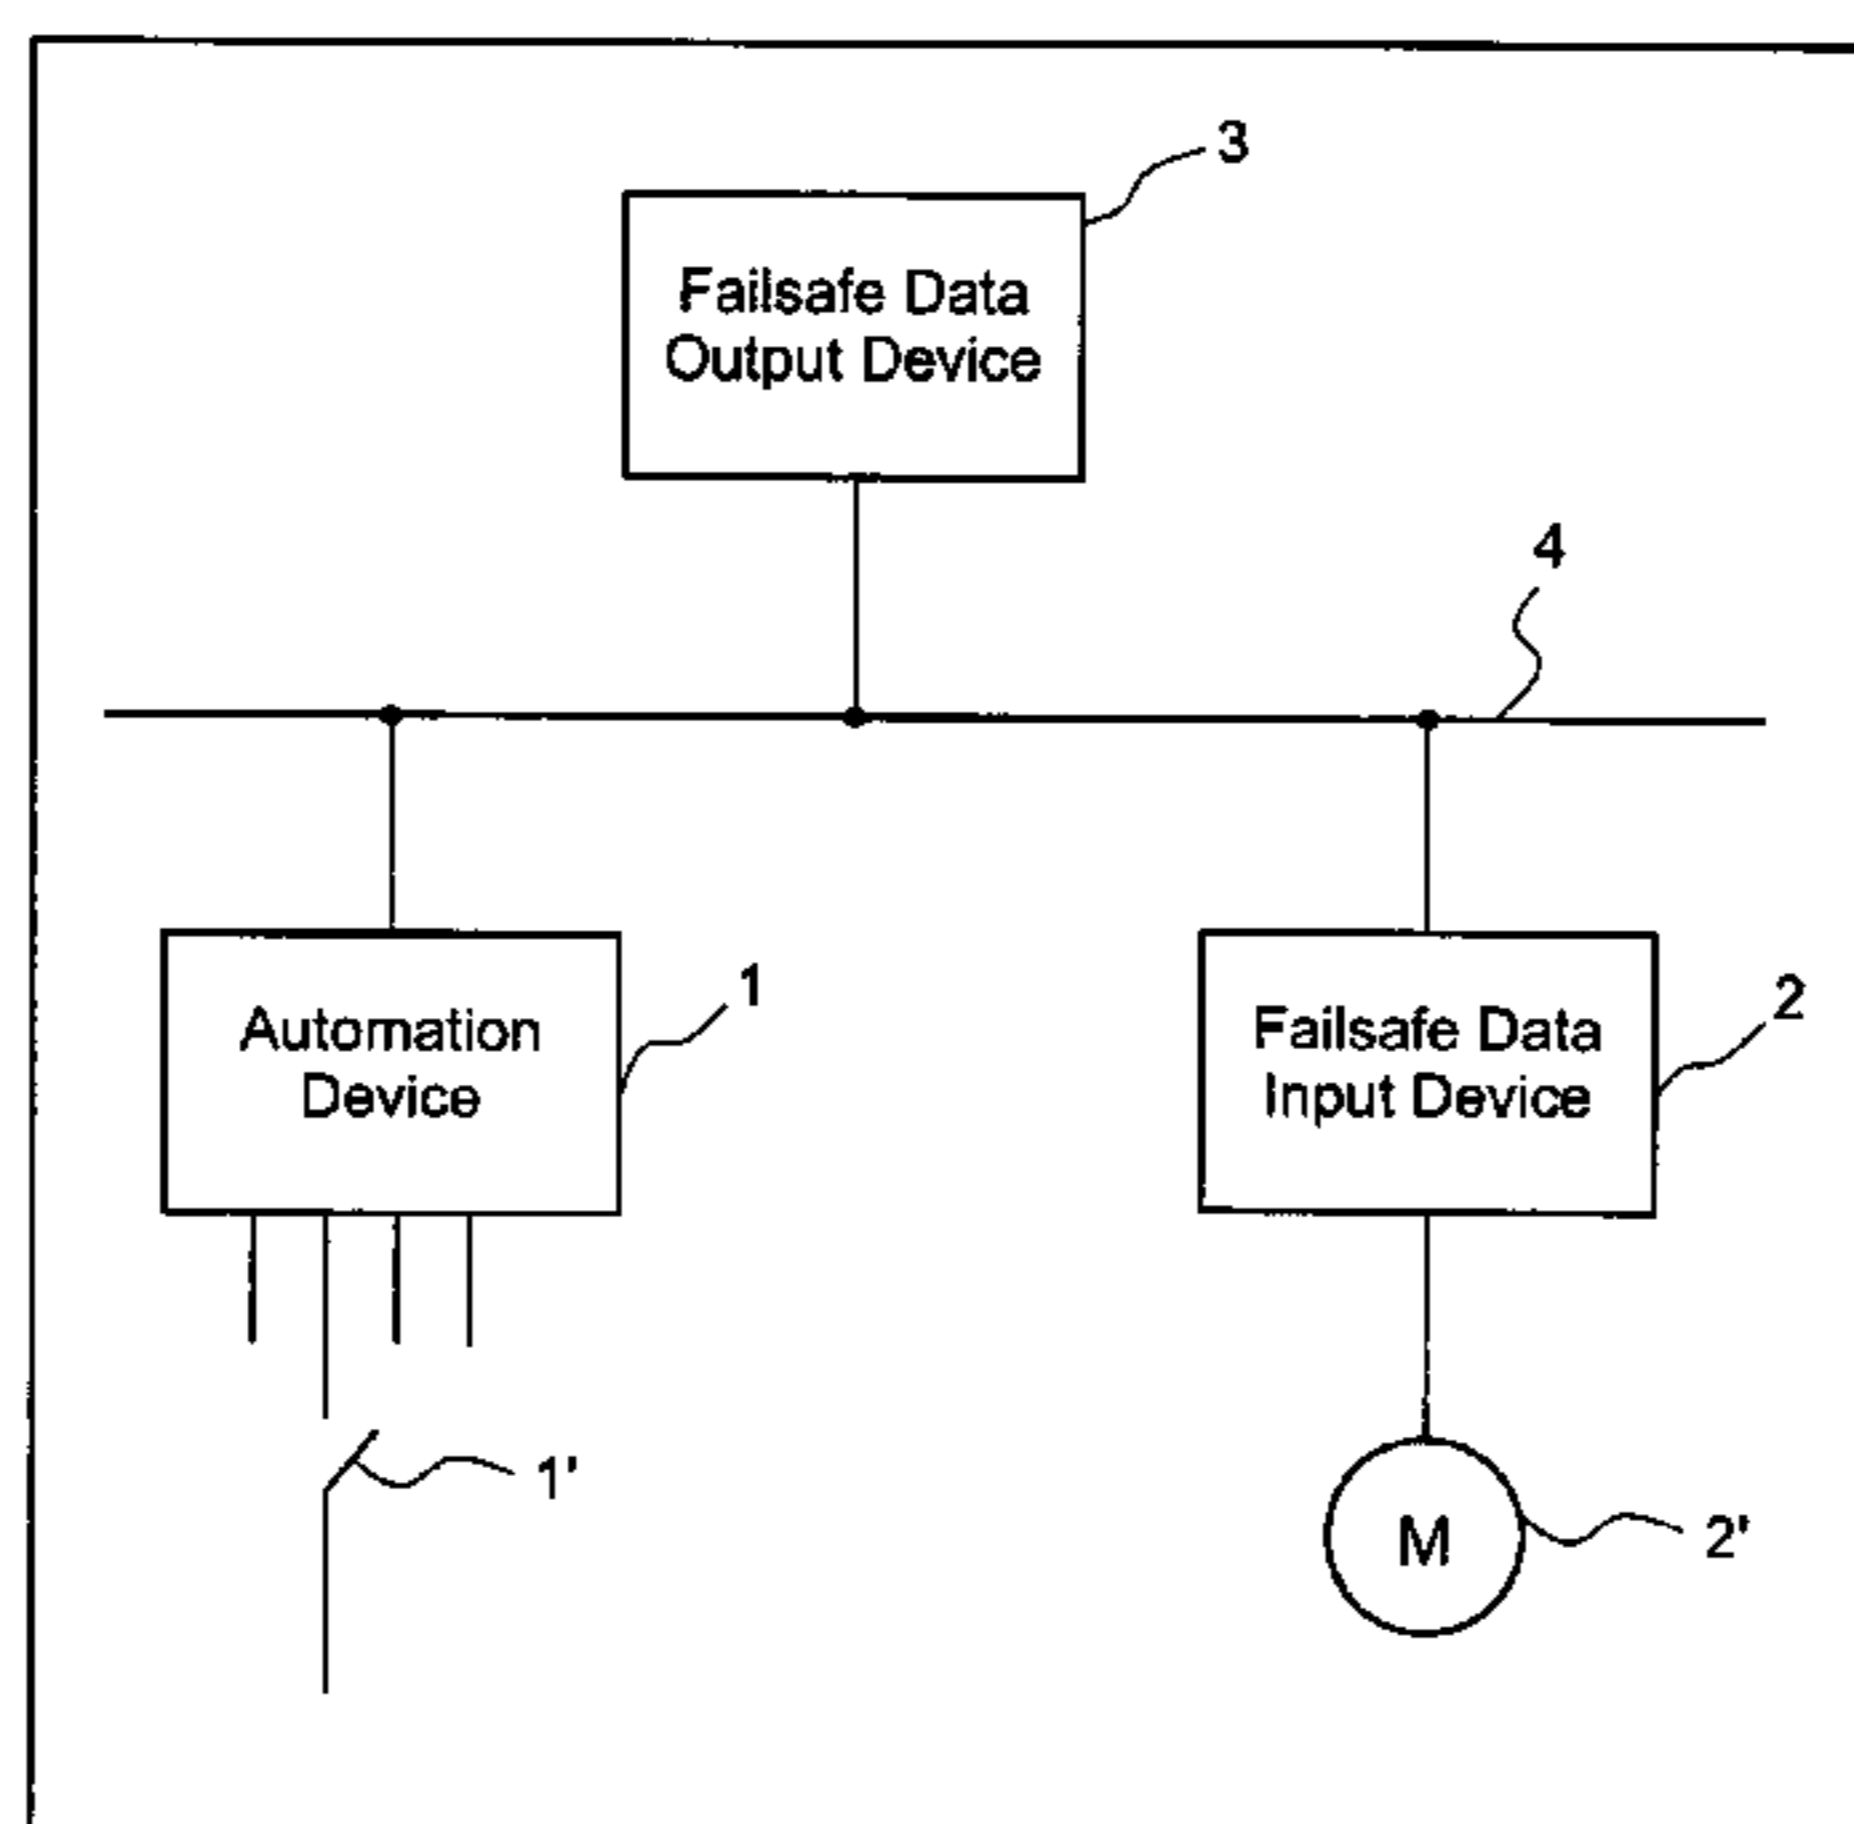 3
Failsafe Data
Output Device
4
Automation
Device
1
Failsafe Data
Input Device
2
1'
M
2'